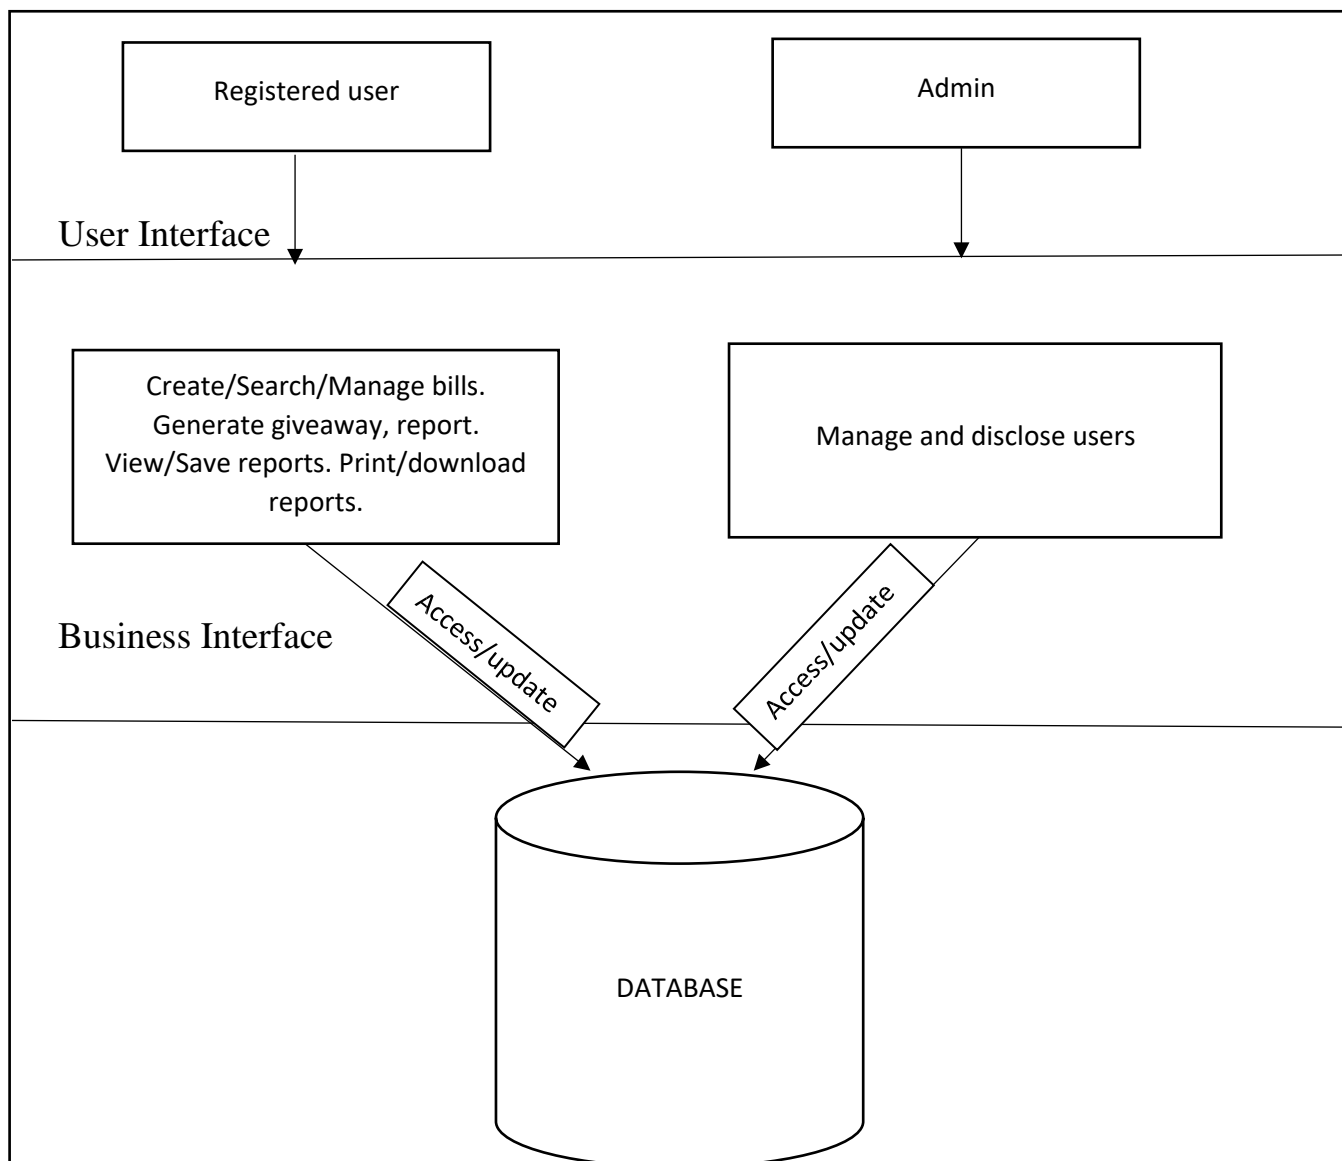 Registered user
Admin
User Interface
Create/Search/Manage bills.
Generate giveaway, report.
View/Save reports. Print/download
reports.
Manage and disclose users
Access/update
Access/update
Business Interface
DATABASE